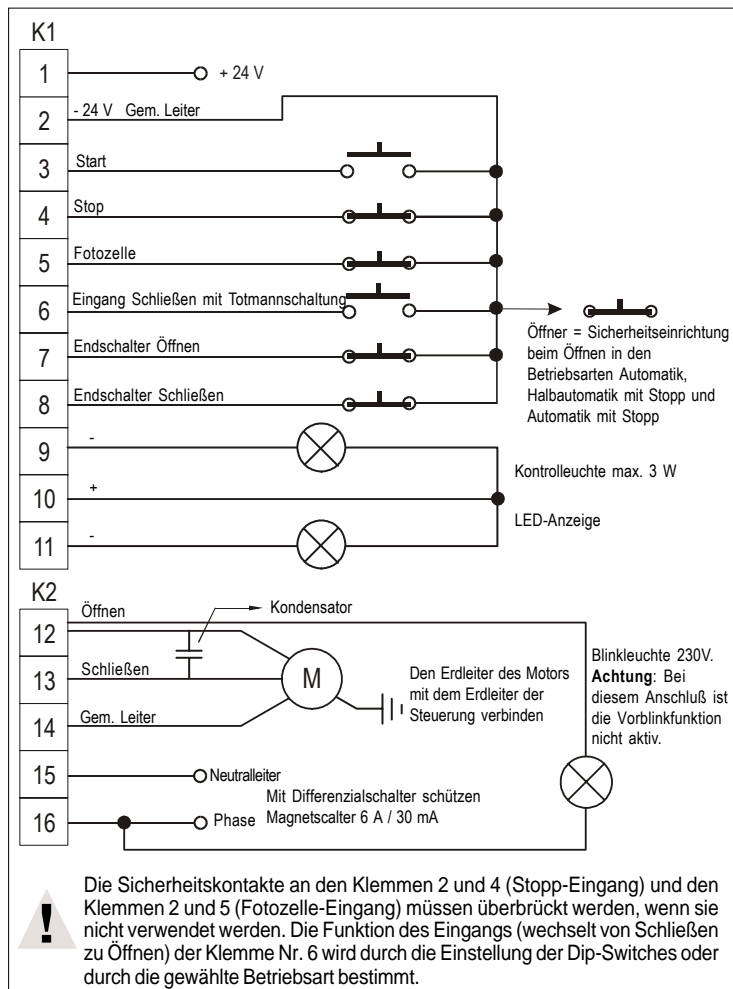 K1
1
+ 24 V
2
- 24 V Gem. Leiter
3
Start
4
Stop
5
Fotozelle
6
Eingang Schließen mit Totmannschaltung
7
Endschalter Öffnen
8
Endschalter Schließen
Öffner = Sicherheitseinrichtung
beim Öffnen in den
Betriebsarten Automatik,
Halbautomatik mit Stopp und
Automatik mit Stopp
9
-
10
+
11
-
Kontrolleuchte max. 3 W
LED-Anzeige
K2
12
Öffnen
Kondensator
13
Schließen
14
Gem. Leiter
M
Den Erdleiter des Motors
mit dem Erdleiter der
Steuerung verbinden
Blinkleuchte 230V.
Achtung: Bei
diesem Anschluß ist
die Vorblinkfunktion
nicht aktiv.
15
Neutralleiter
16
Phase
Mit Differenzialschalter schützen
Magnetscalter 6 A / 30 mA
!
Die Sicherheitskontakte an den Klemmen 2 und 4 (Stopp-Eingang) und den
Klemmen 2 und 5 (Fotozelle-Eingang) müssen überbrückt werden, wenn sie
nicht verwendet werden. Die Funktion des Eingangs (wechselt von Schließen
zu Öffnen) der Klemme Nr. 6 wird durch die Einstellung der Dip-Switches oder
durch die gewählte Betriebsart bestimmt.